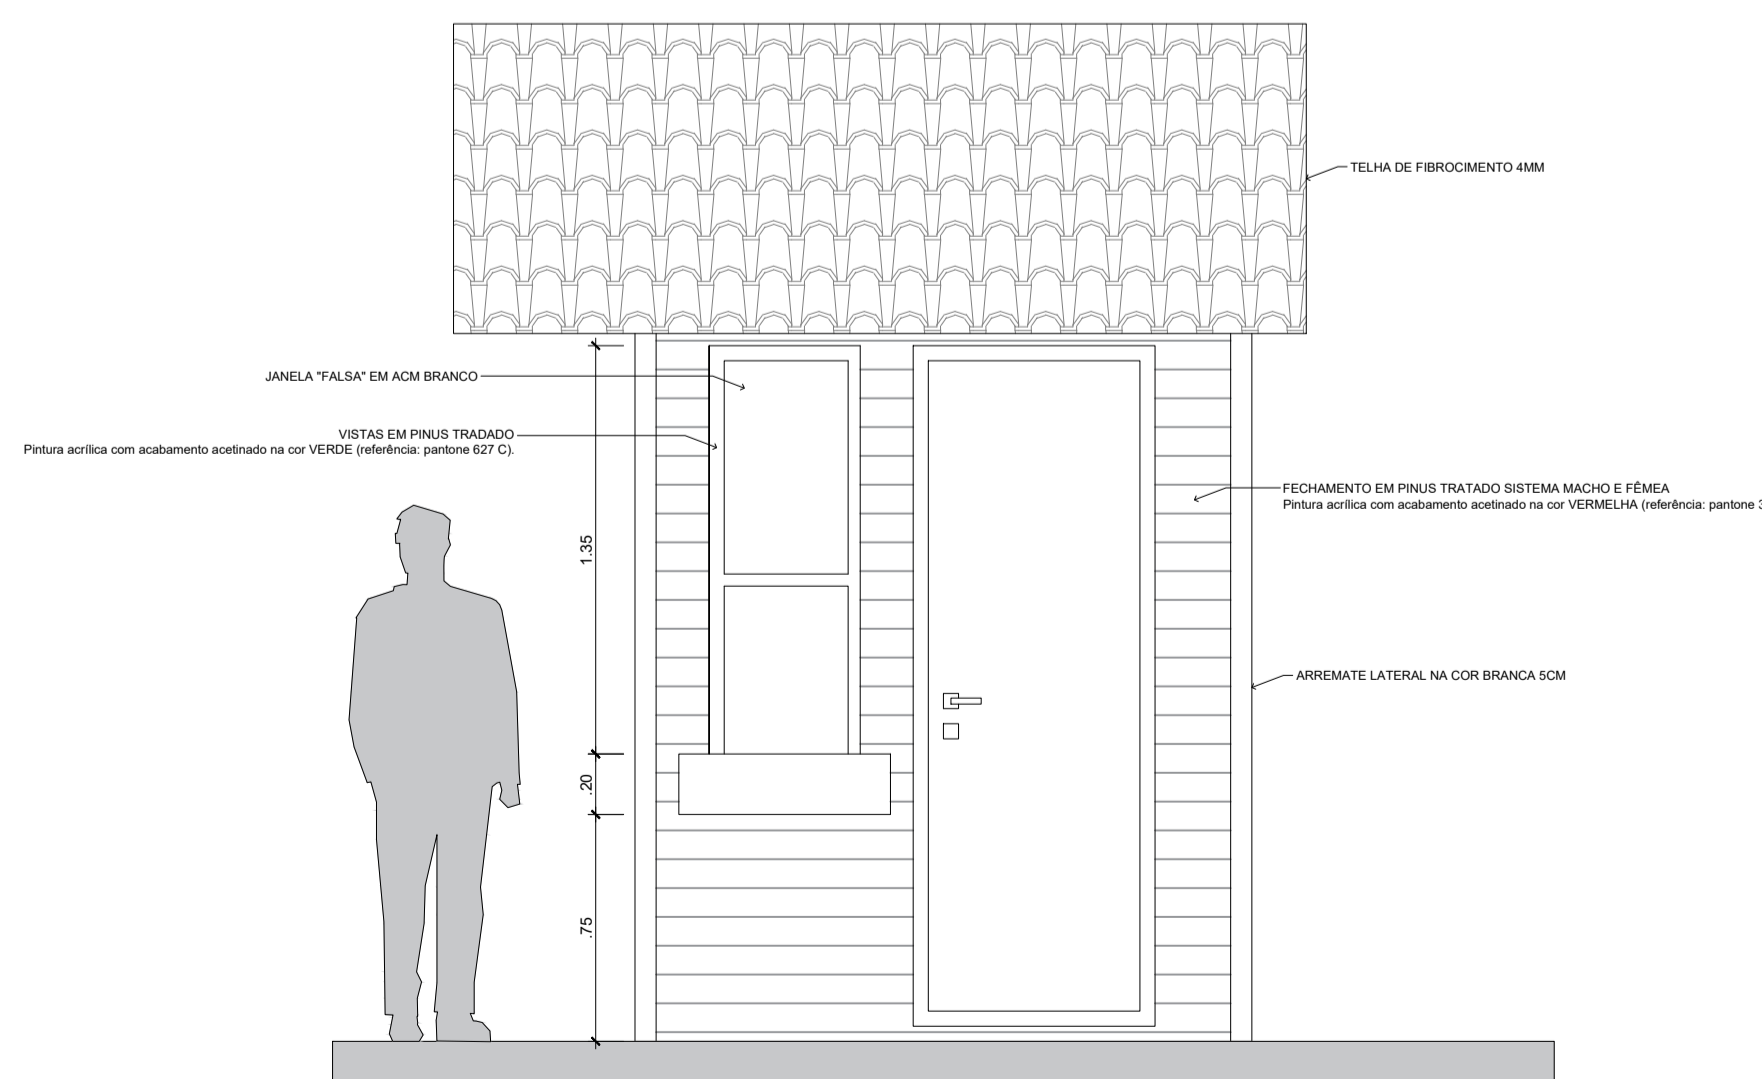 TELHA DE FIBROCIMENTO 4MM
JANELA "FALSA" EM ACM BRANCO
VISTAS EM PINUS TRADADO
Pintura acrílica com acabamento acetinado na cor VERDE (referência: pantone 627 C).
FECHAMENTO EM PINUS TRATADO SISTEMA MACHO E FÊMEA
Pintura acrílica com acabamento acetinado na cor VERMELHA (referência: pantone
1.35
ARREMATE LATERAL NA COR BRANCA 5CM
.20
.75